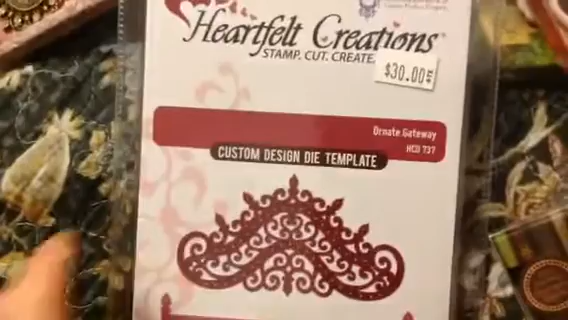 Heartfelt Creations
STAMP. CUT. CREATE.
$30.00
Ornate Gateway
HCD 737
CUSTOM DESIGN DIE TEMPLATE